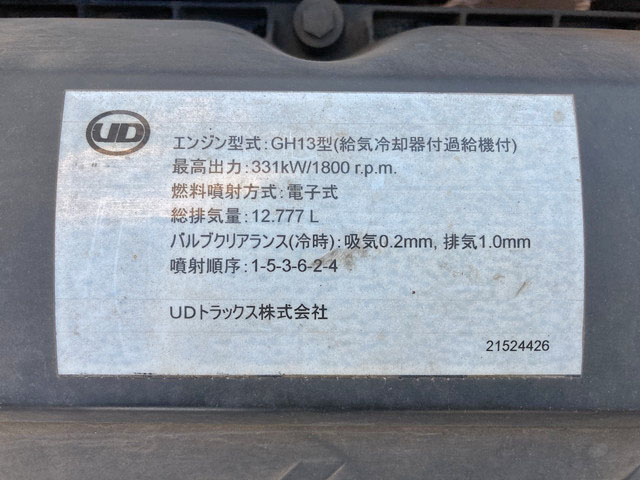 UD
エンジン型式:GH13型(給気冷却器付過給機付)
最高出力:331kW/1800 r.p.m.
燃料噴射方式:電子式
総排気量:12.777 L
バルブクリアランス(冷時):吸気0.2mm, 排気1.0mm
噴射順序:1-5-3-6-2-4
UDトラックス株式会社
21524426